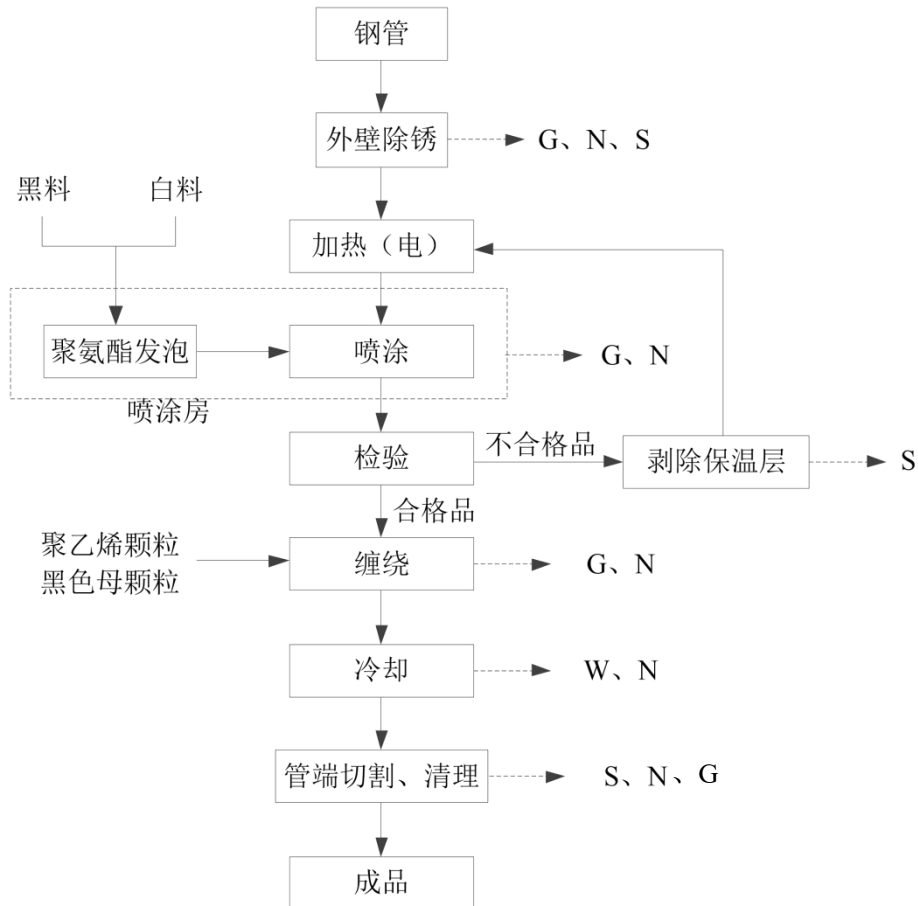 钢管
外壁除锈
G、N、S
黑料
白料
加热（电）
聚氨酯发泡
喷涂
G、N
喷涂房
检验
不合格品
剥除保温层
S
合格品
聚乙烯颗粒
黑色母颗粒
缠绕
G、N
冷却
W、N
管端切割、清理
S、N、G
成品